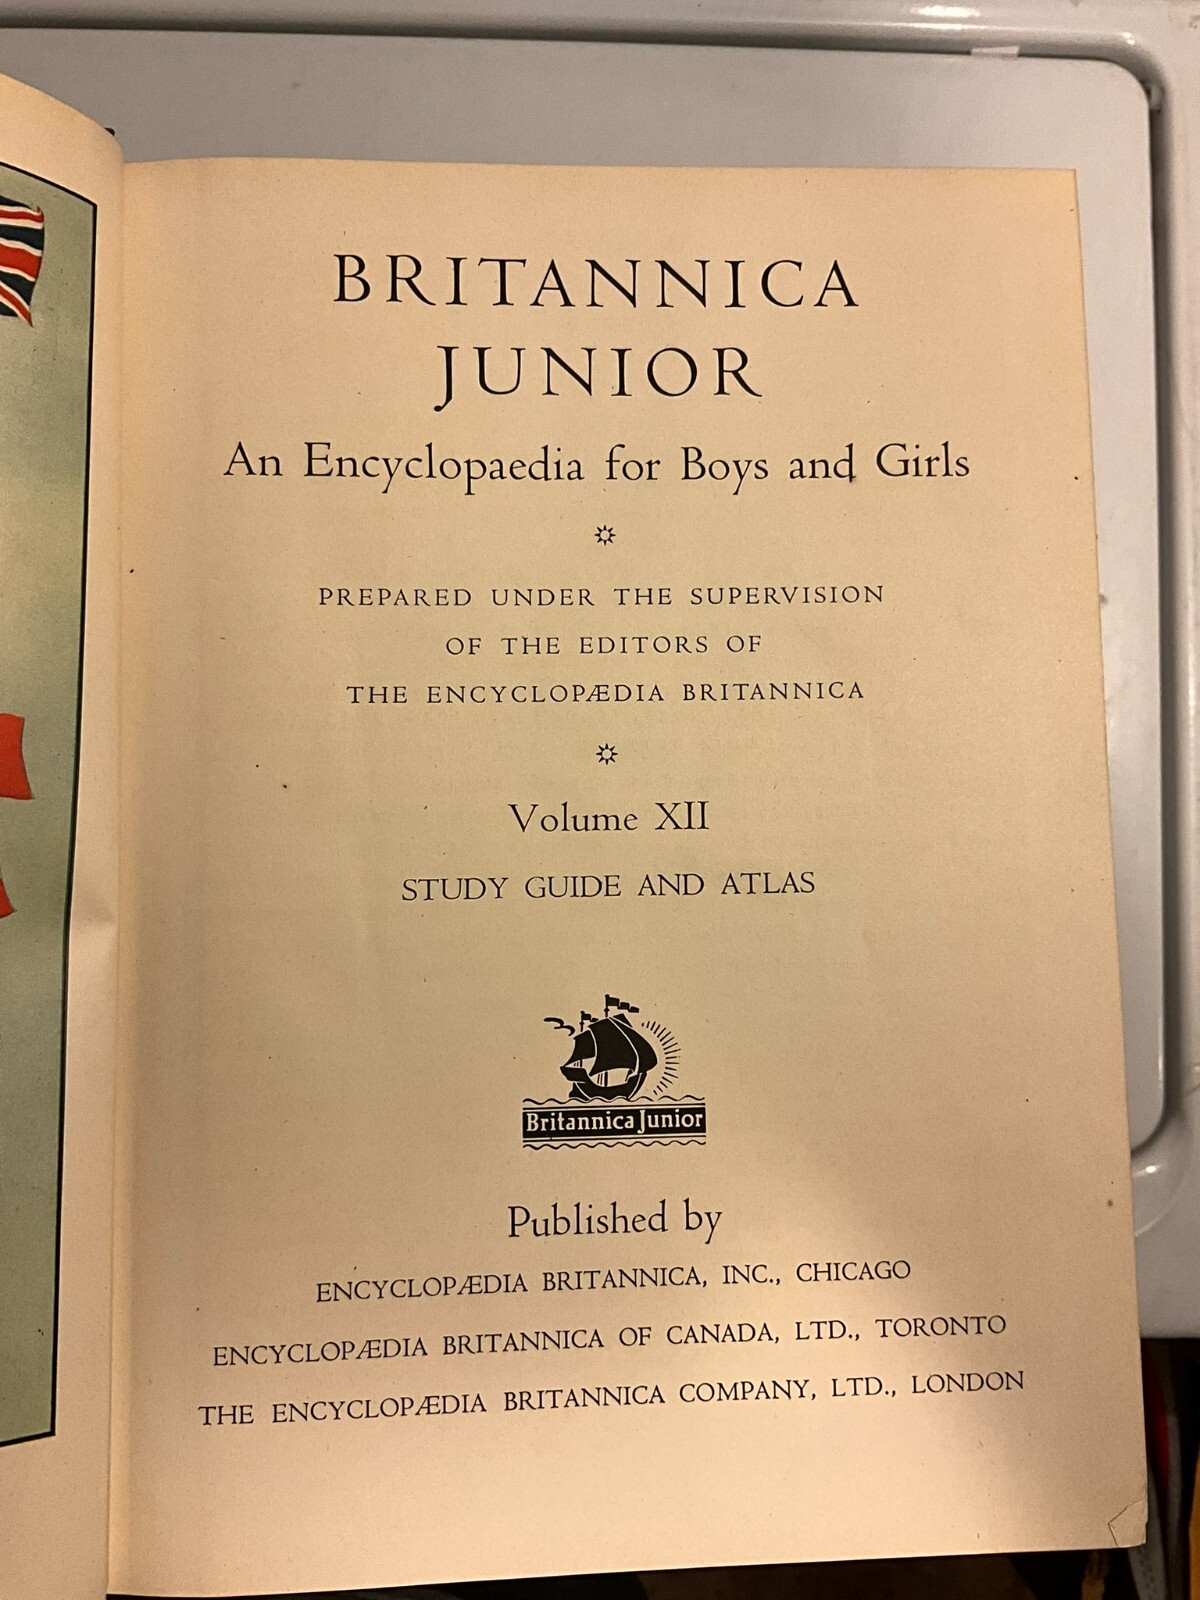 BRITANNICA
JUNIOR
An Encyclopaedia for Boys and Girls
PREPARED UNDER THE SUPERVISION
OF THE EDITORS OF
THE ENCYCLOPÆDIA BRITANNICA
Volume XII
STUDY GUIDE AND ATLAS
Britannica Junior
Published by
ENCYCLOPÆDIA BRITANNICA, INC., CHICAGO
ENCYCLOPÆDIA BRITANNICA OF CANADA, LTD., TORONTO
THE ENCYCLOPÆDIA BRITANNICA COMPANY, LTD., LONDON